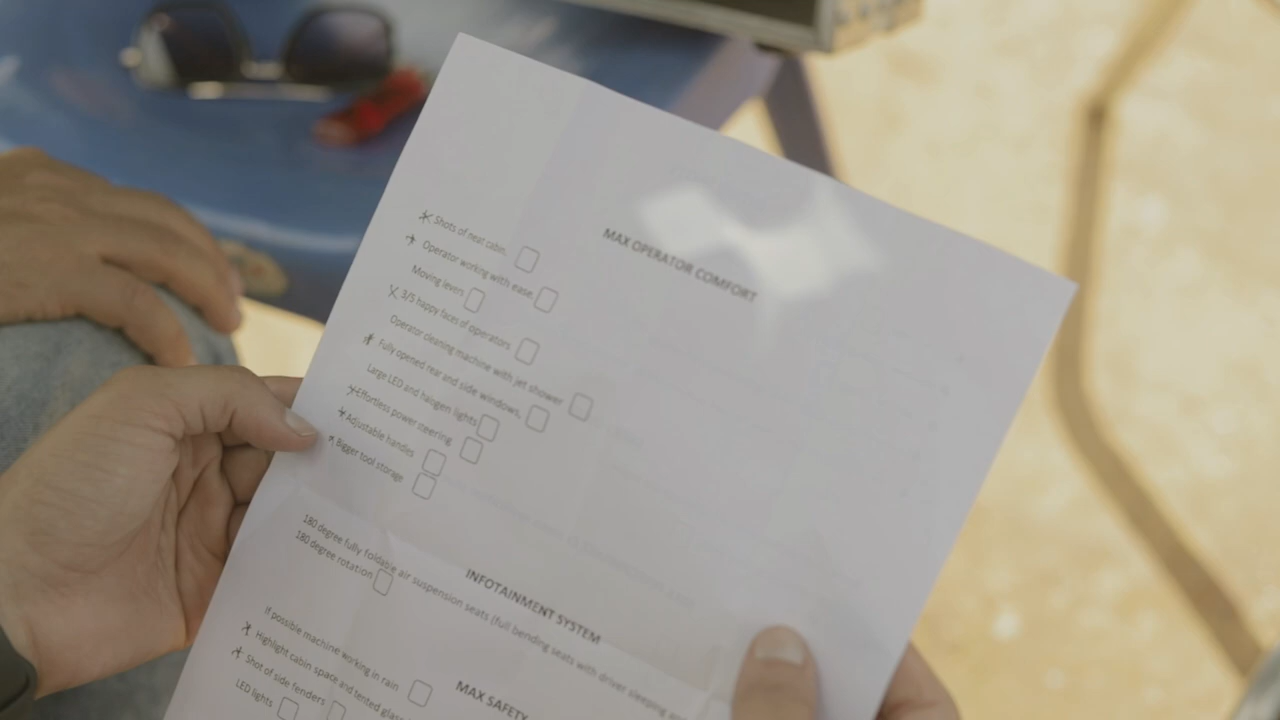 MAX OPERATOR COMFORT
Shots of neat cabin.
Operator working with ease.
Moving levers
3/5 happy faces of operators.
Operator cleaning machine with jet shower
Fully opened rear and side windows.
Large LED and halogen lights
Effortless power steering
Adjustable handles
Bigger tool storage
INFOTAINMENT SYSTEM
180 degree fully foldable air suspension seats (full bending seats with driver sleeping
180 degree rotation
MAX SAFETY
If possible machine working in rain
Highlight cabin space and tented glass
Shot of side fenders
LED lights